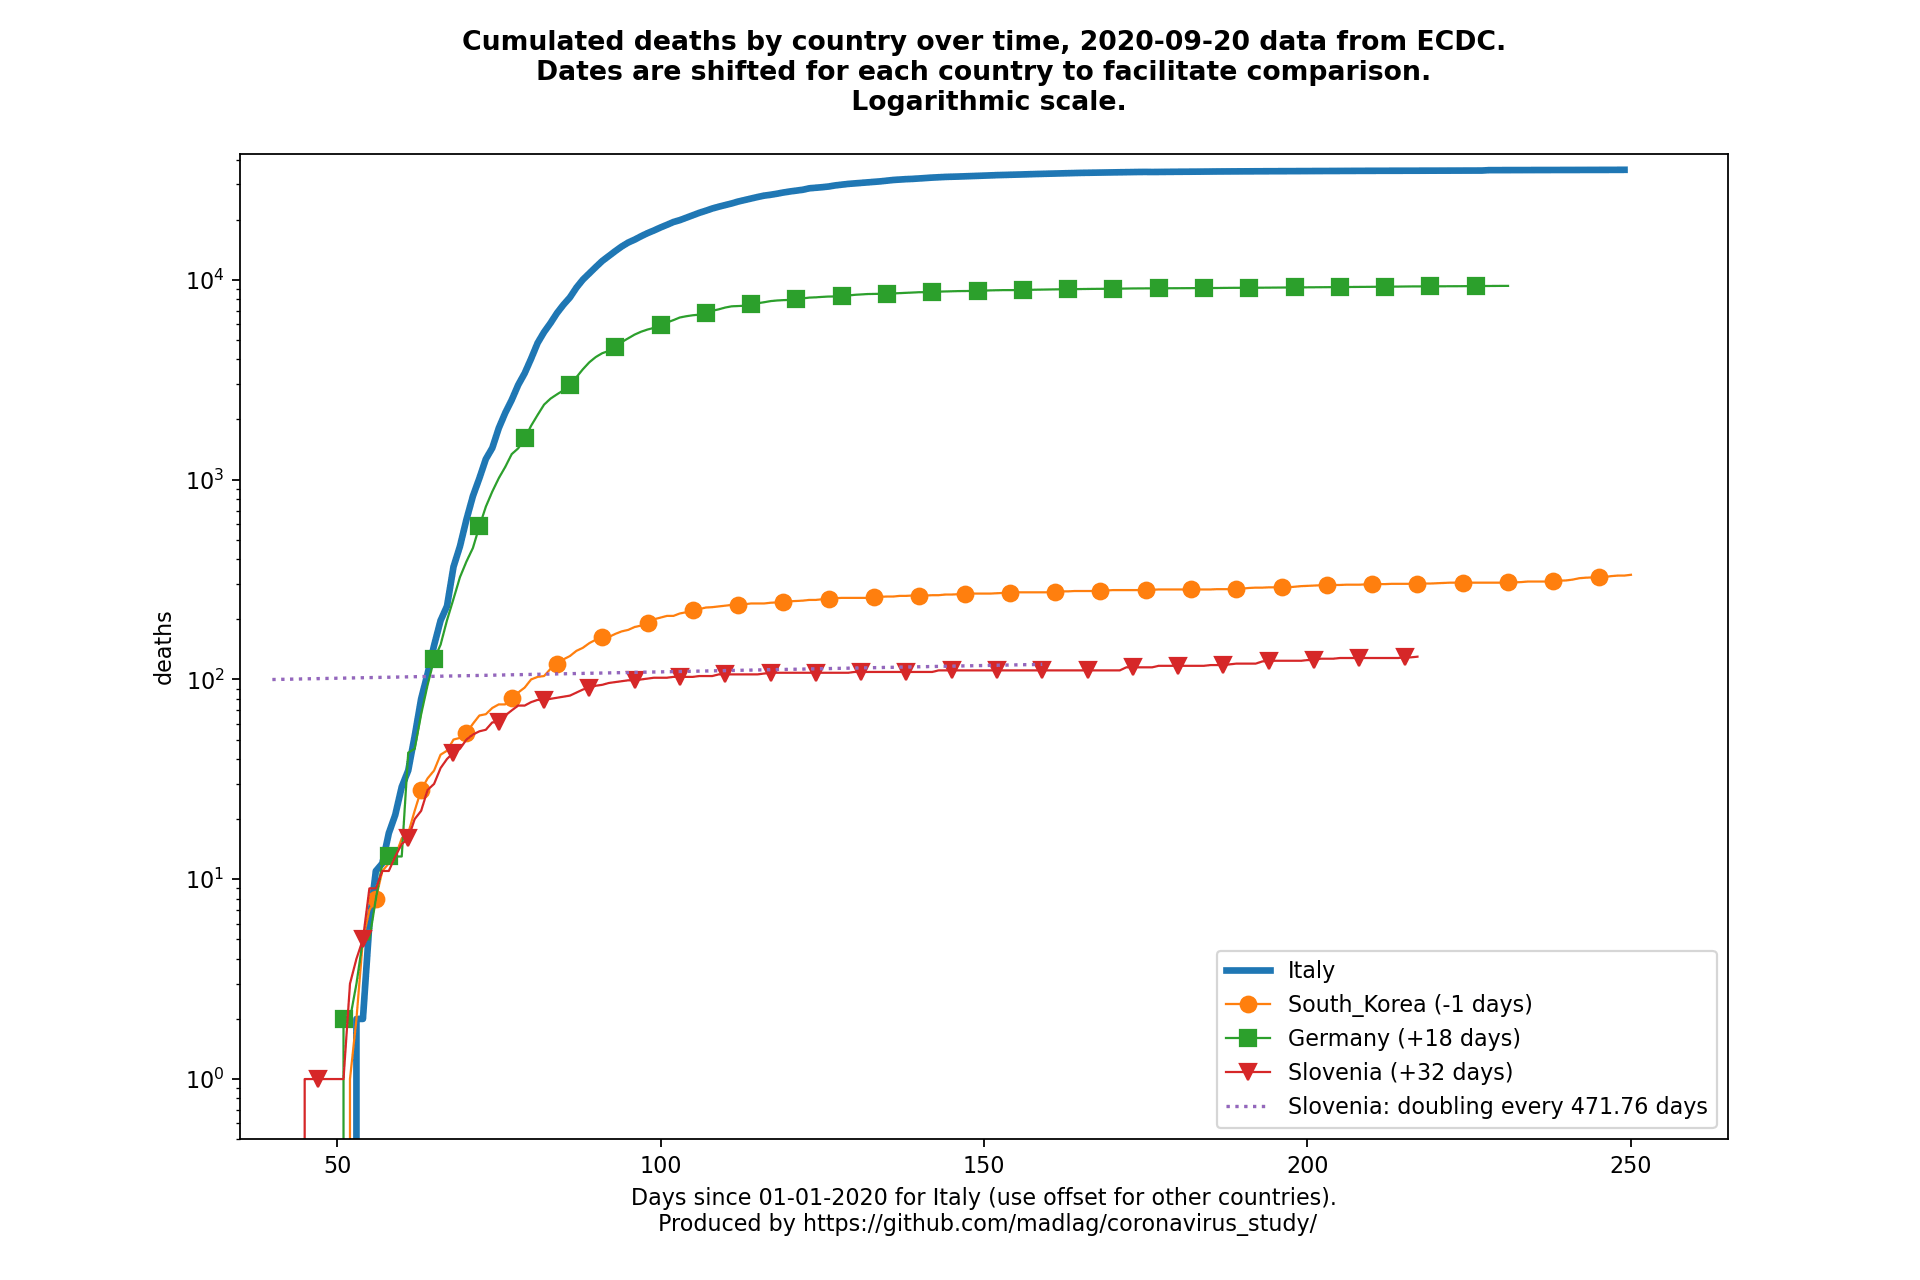 Cumulated deaths by country over time, 2020-09-20 data from ECDC.
Dates are shifted for each country to facilitate comparison.
Logarithmic scale.
deaths
10⁴
10³
10²
10¹
10⁰
50 100 150 200 250
Italy
South_Korea (-1 days)
Germany (+18 days)
Slovenia (+32 days)
Slovenia: doubling every 471.76 days
Days since 01-01-2020 for Italy (use offset for other countries).
Produced by https://github.com/madlag/coronavirus_study/